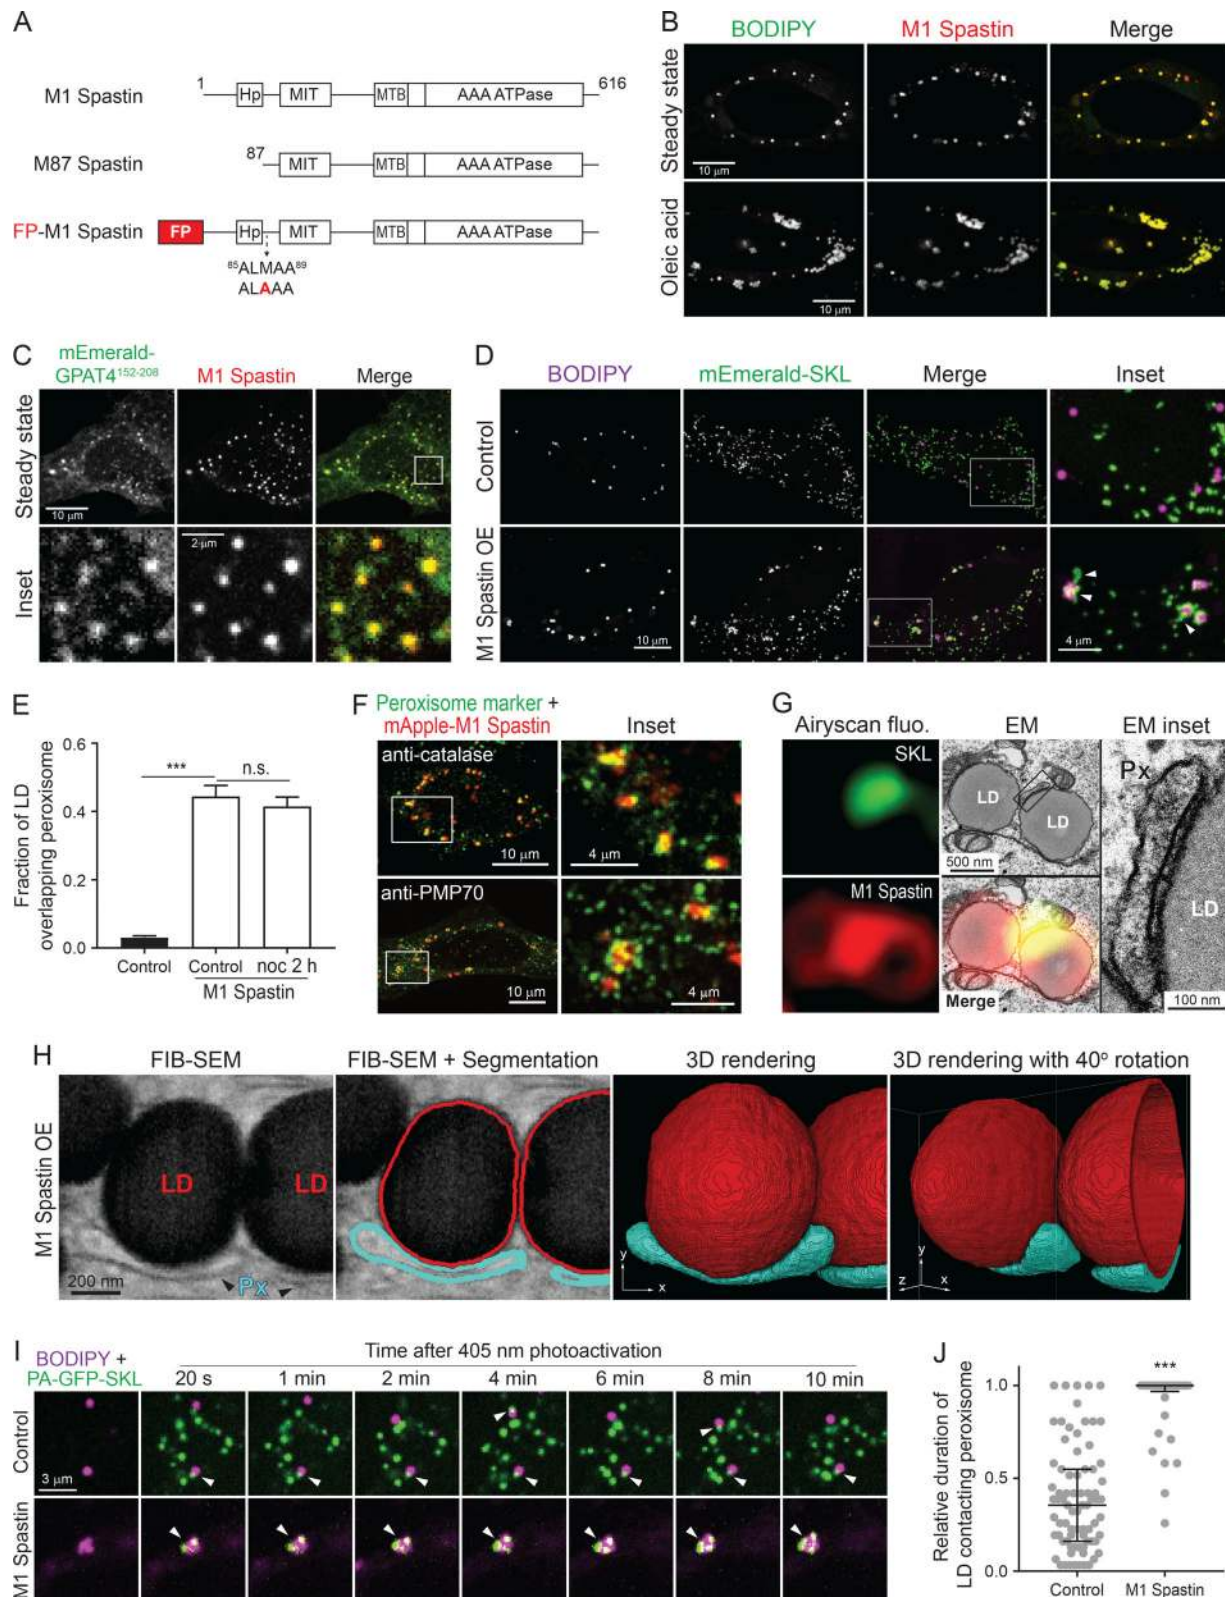 A
M1 Spastin
1
Hp
MIT
MTB
AAA ATPase
616
M87 Spastin
87
MIT
MTB
AAA ATPase
FP-M1 Spastin
FP
Hp
MIT
MTB
AAA ATPase
85ALMAA89
ALAAA
B
BODIPY
M1 Spastin
Merge
Steady state
10 μm
Oleic acid
10 μm
C
mEmerald-
GPAT4152-208
M1 Spastin
Merge
Steady state
10 μm
Inset
2 μm
D
BODIPY
mEmerald-SKL
Merge
Inset
Control
M1 Spastin OE
10 μm
4 μm
E
Fraction of LD
overlapping peroxisome
0.6
0.4
0.2
0.0
***
n.s.
Control
Control
noc 2 h
M1 Spastin
F
Peroxisome marker +
mApple-M1 Spastin
Inset
anti-catalase
10 μm
4 μm
anti-PMP70
10 μm
4 μm
G
Airyscan fluo.
EM
EM inset
SKL
LD
LD
500 nm
Px
LD
M1 Spastin
Merge
100 nm
H
FIB-SEM
FIB-SEM + Segmentation
3D rendering
3D rendering with 40° rotation
M1 Spastin OE
LD
LD
200 nm
Px
y
x
y
z
x
I
BODIPY +
PA-GFP-SKL
Time after 405 nm photoactivation
20 s
1 min
2 min
4 min
6 min
8 min
10 min
Control
3 μm
M1 Spastin
J
Relative duration of
LD contacting peroxisome
1.0
0.5
0.0
***
Control
M1 Spastin